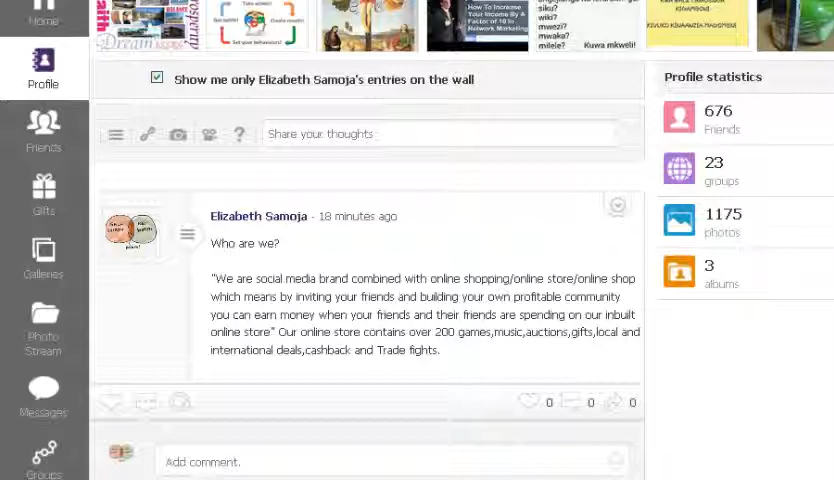 Home
Profile
Friends
Gifts
Galleries
Photo
Stream
Messages
Groups
Dream
Take action!
Create results!
Set your behaviours!
How To Increase
Your Income By A
Factor of 10 In
Network Marketing
siku?
wiki?
mwezi?
mwaka?
milele? Kuwa mkweli!
Show me only Elizabeth Samoja's entries on the wall
Share your thoughts
Elizabeth Samoja - 18 minutes ago
Who are we?
"We are social media brand combined with online shopping/online store/online shop
which means by inviting your friends and building your own profitable community
you can earn money when your friends and their friends are spending on our inbuilt
online store" Our online store contains over 200 games,music,auctions,gifts,local and
international deals,cashback and Trade fights.
0 0 0
Add comment.
Profile statistics
676
Friends
23
groups
1175
photos
3
albums